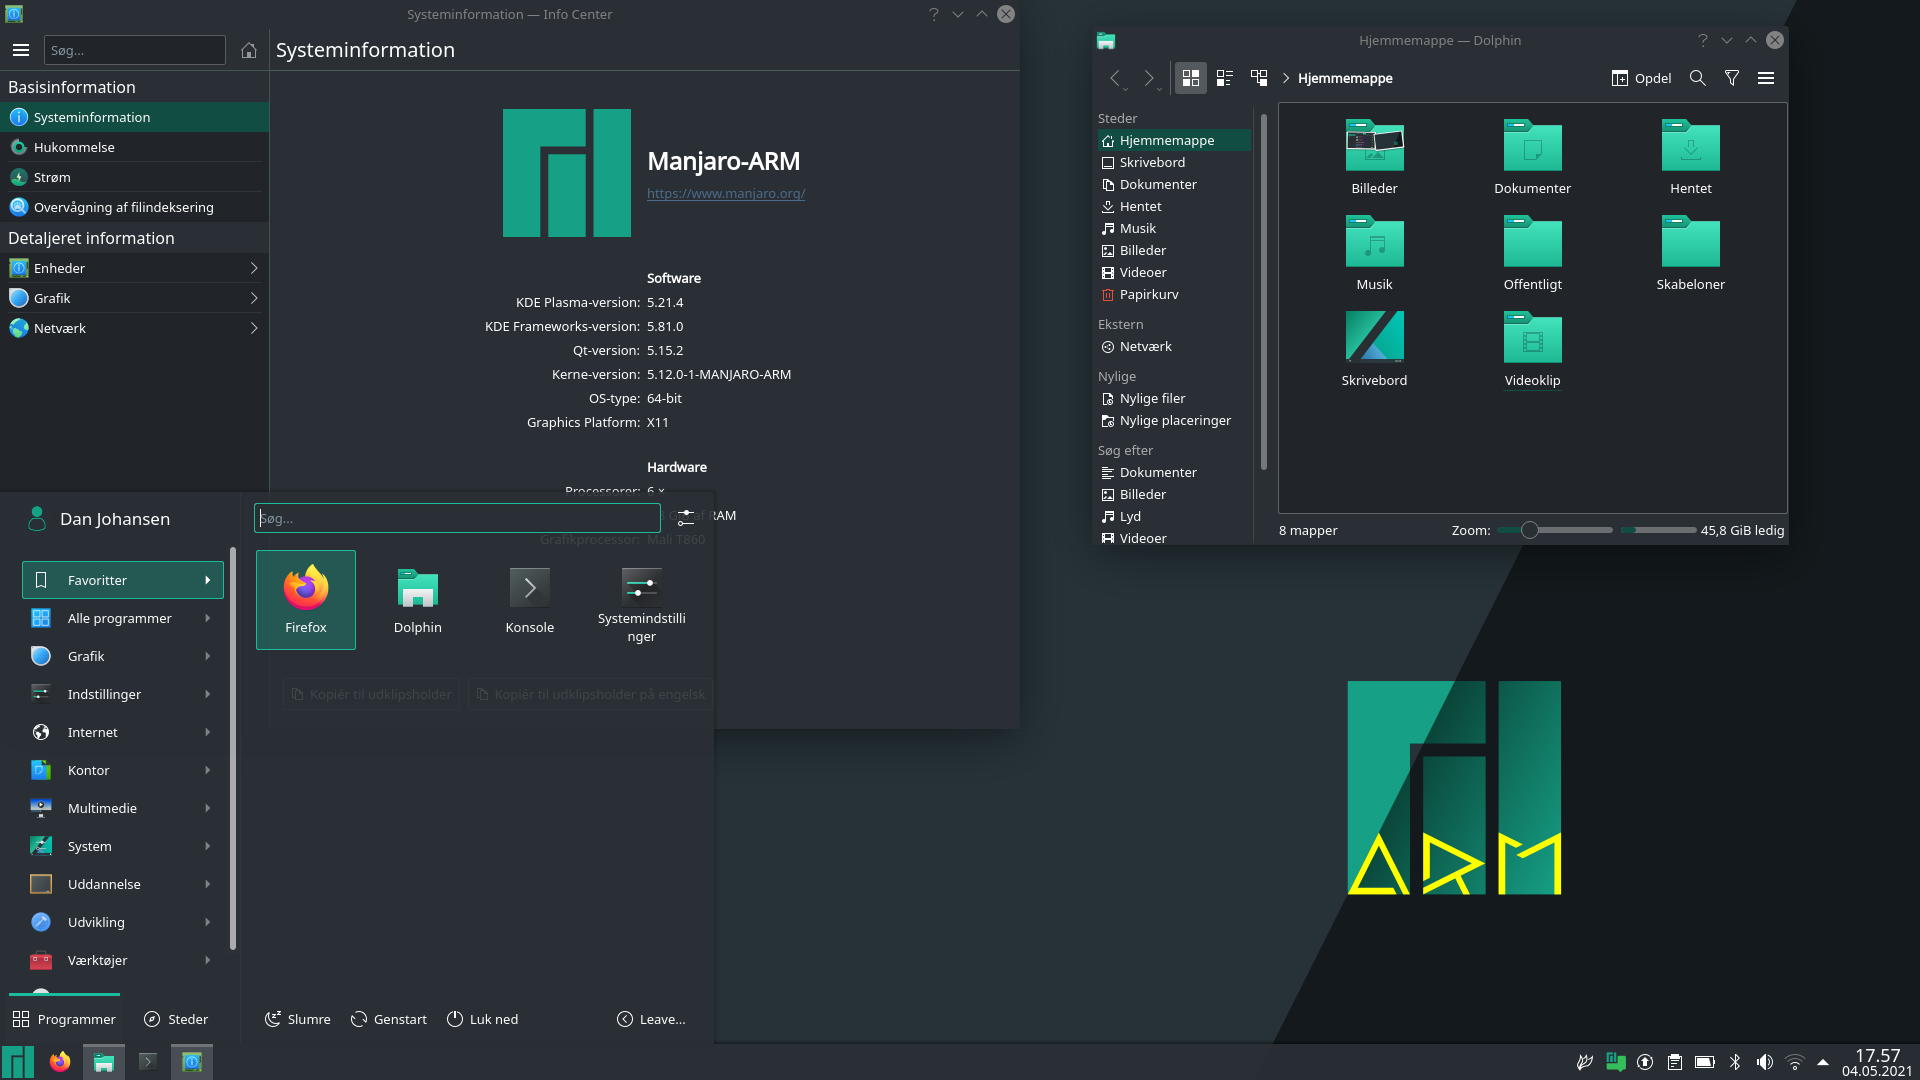 Systeminformation — Info Center
Søg...
Systeminformation
Basisinformation
Systeminformation
Hukommelse
Strøm
Overvågning af filindeksering
Detaljeret information
Enheder
Grafik
Netværk
Manjaro-ARM
https://www.manjaro.org/
Software
KDE Plasma-version: 5.21.4
KDE Frameworks-version: 5.81.0
Qt-version: 5.15.2
Kerne-version: 5.12.0-1-MANJARO-ARM
OS-type: 64-bit
Graphics Platform: X11
Hardware
Processorer: 6 ×
af RAM
Grafikprocessor: Mali T860
Kopiér til udklipsholder
Kopiér til udklipsholder på engelsk
Dan Johansen
Søg...
Favoritter
Alle programmer
Grafik
Indstillinger
Internet
Kontor
Multimedie
System
Uddannelse
Udvikling
Værktøjer
Firefox
Dolphin
Konsole
Systemindstilli
nger
Programmer
Steder
Slumre
Genstart
Luk ned
Leave...
Hjemmemappe — Dolphin
Hjemmemappe
Opdel
Steder
Hjemmemappe
Skrivebord
Dokumenter
Hentet
Musik
Billeder
Videoer
Papirkurv
Ekstern
Netværk
Nylige
Nylige filer
Nylige placeringer
Søg efter
Dokumenter
Billeder
Lyd
Videoer
Billeder
Dokumenter
Hentet
Musik
Offentligt
Skabeloner
Skrivebord
Videoklip
8 mapper
Zoom:
45,8 GiB ledig
ARM
17.57
04.05.2021